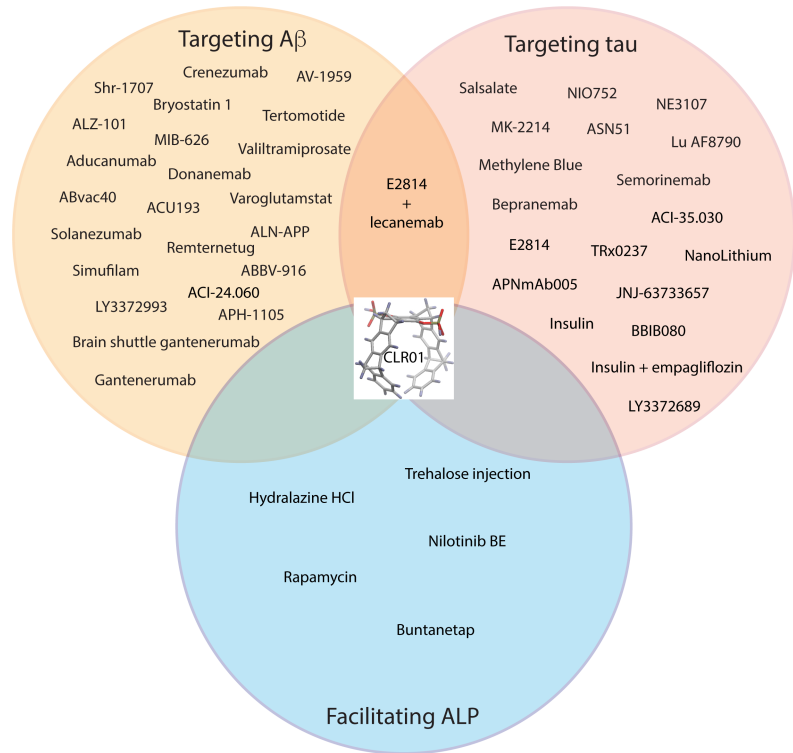 Targeting Aβ
Crenezumab
AV-1959
Shr-1707
Bryostatin 1
Tertomotide
ALZ-101
MIB-626
Valiltramiprosate
Aducanumab
Donanemab
ABvac40
Varoglutamstat
ACU193
Solanezumab
ALN-APP
Remternetug
Simufilam
ABBV-916
ACI-24.060
LY3372993
APH-1105
Brain shuttle gantenerumab
Gantenerumab
E2814
+
lecanemab
Targeting tau
Salsalate
NIO752
NE3107
MK-2214
ASN51
Lu AF8790
Methylene Blue
Semorinemab
Bepranemab
ACI-35.030
E2814
TRx0237
NanoLithium
APNmAb005
JNJ-63733657
Insulin
BBIB080
Insulin + empagliflozin
LY3372689
CLR01
Trehalose injection
Hydralazine HCl
Nilotinib BE
Rapamycin
Buntanetap
Facilitating ALP